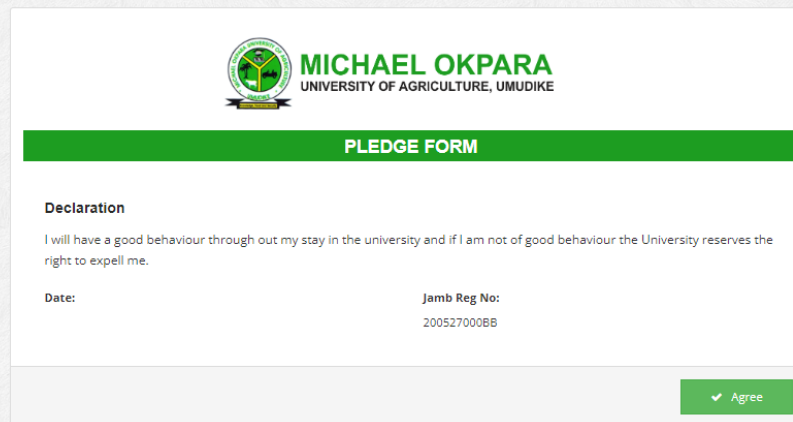 MICHAEL OKPARA
UNIVERSITY OF AGRICULTURE, UMUDIKE
PLEDGE FORM
Declaration
I will have a good behaviour through out my stay in the university and if I am not of good behaviour the University reserves the
right to expell me.
Date:
Jamb Reg No:
200527000BB
Agree